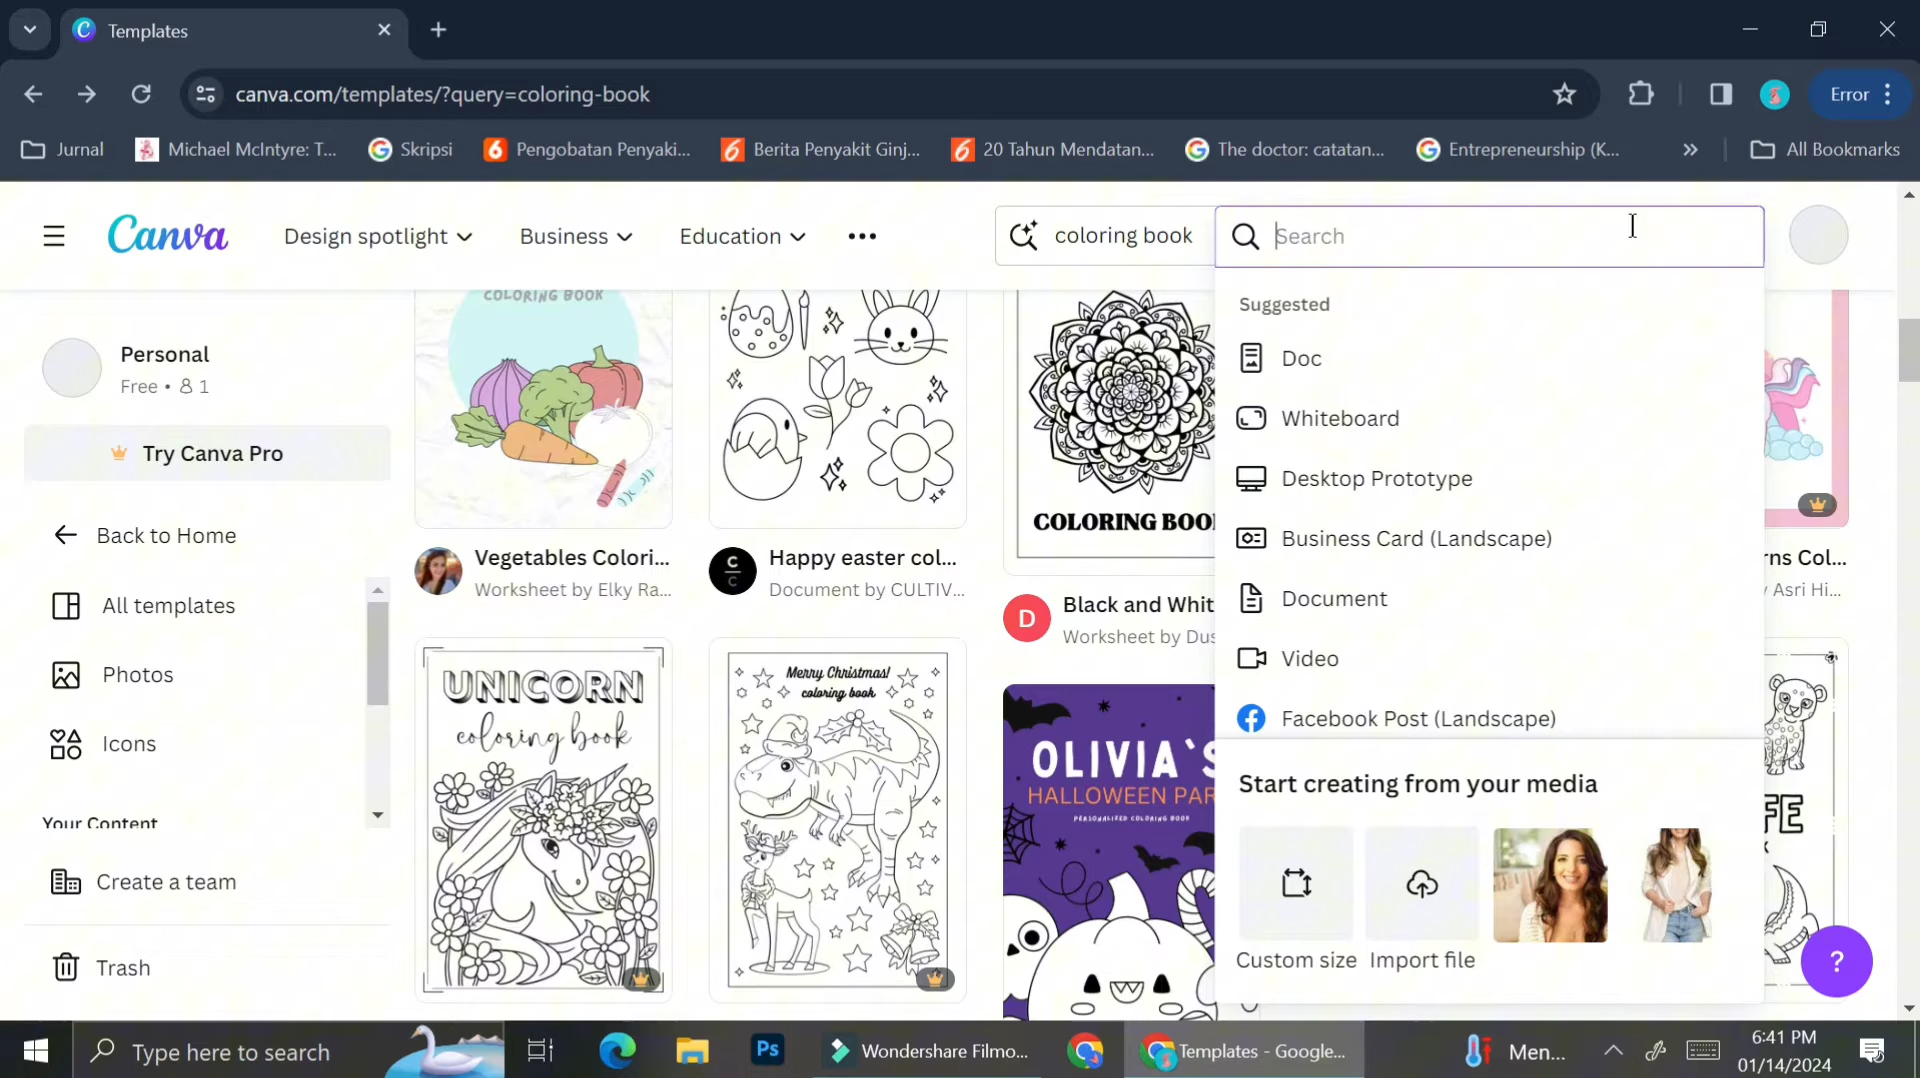 Templates
canva.com/templates/?query=coloring-book
Error
Jurnal
Michael McIntyre: T...
Skripsi
Pengobatan Penyaki...
Berita Penyakit Ginj...
20 Tahun Mendatan...
The doctor: catatan...
Entrepreneurship (K...
All Bookmarks
Canva
Design spotlight
Business
Education
coloring book
Search
Personal
Free • 1
Try Canva Pro
Back to Home
All templates
Photos
Icons
Your Content
Create a team
Trash
COLORING BOOK
Vegetables Colori...
Worksheet by Elky Ra...
C
C
Happy easter col...
Document by CULTIV...
COLORING BOO
D
Black and Whit
Worksheet by Dus
rns Col...
Asri Hi...
UNICORN
coloring book
Merry Christmas!
coloring book
OLIVIA`S
HALLOWEEN PAR
PERSONALIZED COLORING BOOK
FE
Suggested
Doc
Whiteboard
Desktop Prototype
Business Card (Landscape)
Document
Video
Facebook Post (Landscape)
Start creating from your media
Custom size
Import file
?
Type here to search
Ps
Wondershare Filmo...
Templates - Google...
Men...
6:41 PM
01/14/2024